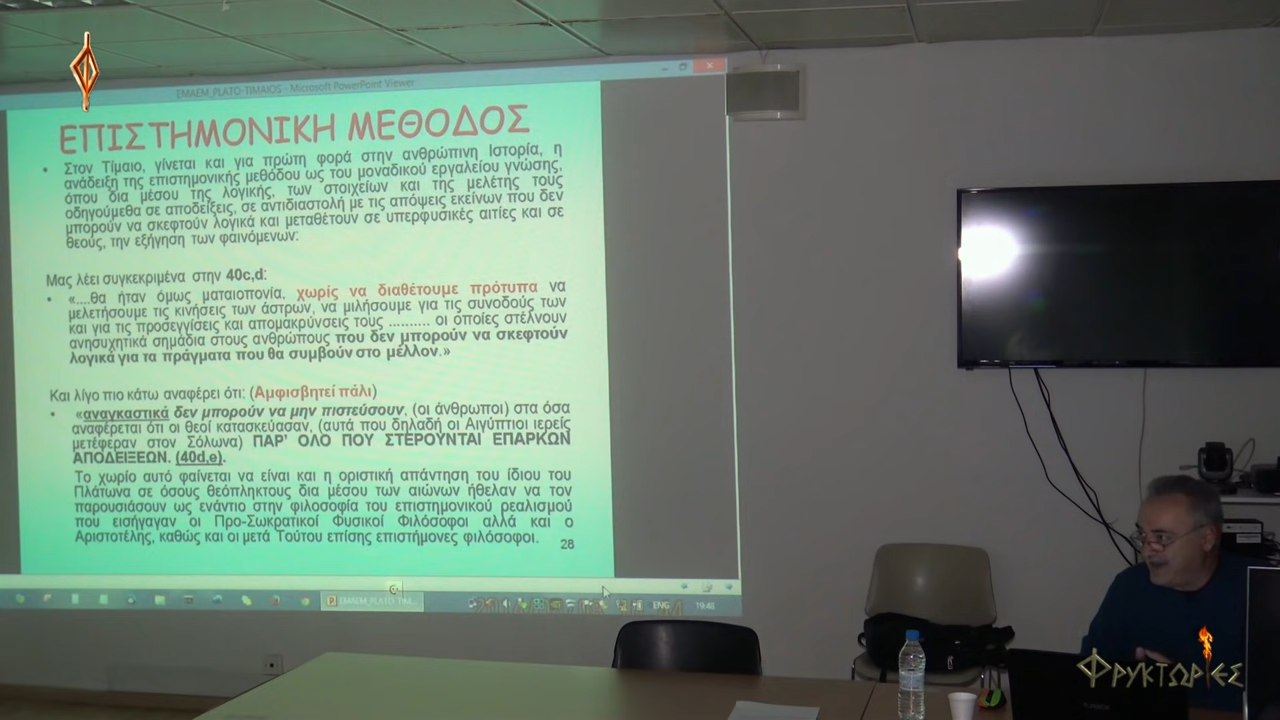 EMAEM_PLATO-TIMAIOS - Microsoft PowerPoint Viewer
ΕΠΙΣΤΗΜΟΝΙΚΗ ΜΕΘΟΔΟΣ
• Στον Τίμαιο, γίνεται και για πρώτη φορά στην ανθρώπινη Ιστορία, η
ανάδειξη της επιστημονικής μεθόδου ως του μοναδικού εργαλείου γνώσης,
όπου δια μέσου της λογικής, των στοιχείων και της μελέτης τους
οδηγούμεθα σε αποδείξεις, σε αντιδιαστολή με τις απόψεις εκείνων που δεν
μπορούν να σκεφτούν λογικά και μεταθέτουν σε υπερφυσικές αιτίες και σε
θεούς, την εξήγηση των φαινόμενων:
Μας λέει συγκεκριμένα στην 40c,d:
• «....θα ήταν όμως ματαιοπονία, χωρίς να διαθέτουμε πρότυπα να
μελετήσουμε τις κινήσεις των άστρων, να μιλήσουμε για τις συνοδούς των
και για τις προσεγγίσεις και απομακρύνσεις τους .......... οι οποίες στέλνουν
ανησυχητικά σημάδια στους ανθρώπους που δεν μπορούν να σκεφτούν
λογικά για τα πράγματα που θα συμβούν στο μέλλον.»
Και λίγο πιο κάτω αναφέρει ότι: (Αμφισβητεί πάλι)
• «αναγκαστικά δεν μπορούν να μην πιστεύσουν, (οι άνθρωποι) στα όσα
αναφέρεται ότι οι θεοί κατασκεύασαν, (αυτά που δηλαδή οι Αιγύπτιοι ιερείς
μετέφεραν στον Σόλωνα) ΠΑΡ' ΟΛΟ ΠΟΥ ΣΤΕΡΟΥΝΤΑΙ ΕΠΑΡΚΩΝ
ΑΠΟΔΕΙΞΕΩΝ. (40d,e).
Το χωρίο αυτό φαίνεται να είναι και η οριστική απάντηση του ίδιου του
Πλάτωνα σε όσους θεόπληκτους δια μέσου των αιώνων ήθελαν να τον
παρουσιάσουν ως ενάντιο στην φιλοσοφία του επιστημονικού ρεαλισμού
που εισήγαγαν οι Προ-Σωκρατικοί Φυσικοί Φιλόσοφοι αλλά και ο
Αριστοτέλης, καθώς και οι μετά Τούτου επίσης επιστήμονες φιλόσοφοι.
28
EMAEM_PLATO-TIM...
ENG
19:48
ΦΡΥΚΤΩΡΙΕΣ